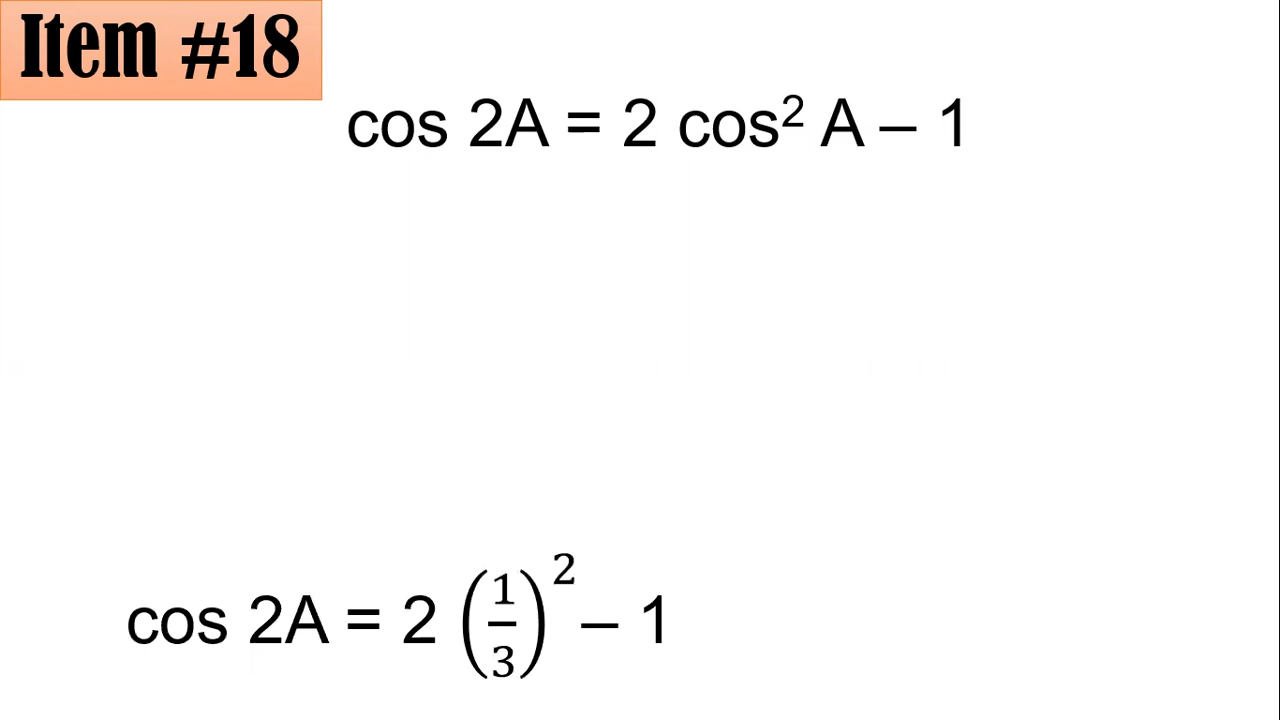 Item #18
cos 2A = 2 cos² A – 1
cos 2A = 2 (1/3)² – 1